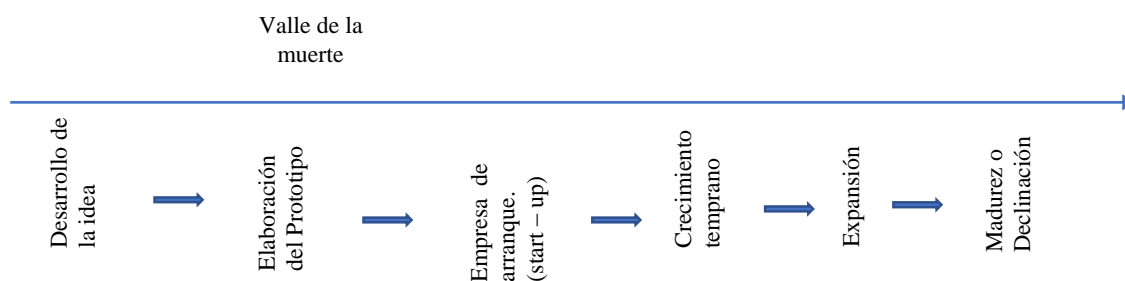 Valle de la
muerte
Desarrollo de
la idea
Elaboración
del Prototipo
Empresa de
arranque.
(start – up)
Crecimiento
temprano
Expansión
Madurez o
Declinación